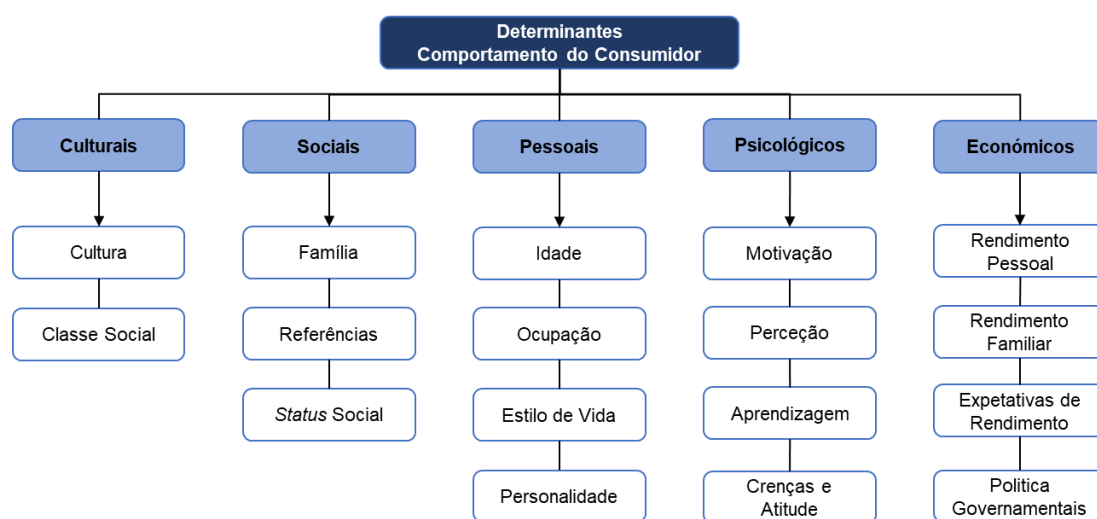 Determinantes
Comportamento do Consumidor
Culturais
Sociais
Pessoais
Psicológicos
Económicos
Cultura
Família
Idade
Motivação
Rendimento
Pessoal
Classe Social
Referências
Ocupação
Perceção
Rendimento
Familiar
Status Social
Estilo de Vida
Aprendizagem
Expetativas de
Rendimento
Personalidade
Crenças e
Atitude
Politica
Governamentais